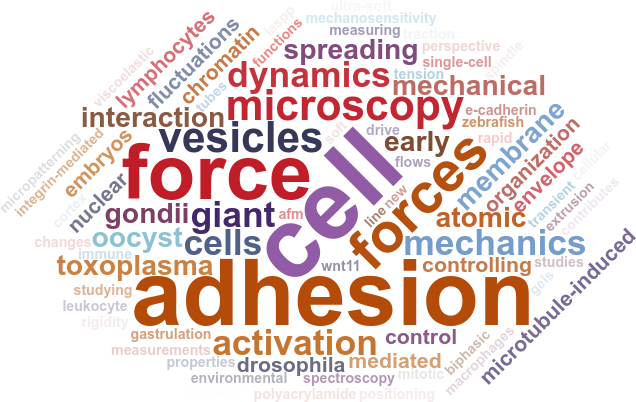 ultra-soft
mechanosensitivity
iaspp
measuring
traction
lymphocytes
fluctuations
chromatin
functions
spreading
perspective
single-cell
spindle
viscoelastic
tubes
dynamics
tension
mechanical
interaction
microscopy
e-cadherin
zebrafish
rapid
micropatterning
integrin-mediated
embryos
vesicles
soft
drive
early
membrane
organization
envelope
cellular
cortex
nuclear
force
cell
flows
forces
transient
extrusion
contributes
gondii
giant
afm
line
new
atomic
changes
immune
oocyst
cells
mechanics
toxoplasma
wnt11
controlling
studies
gels
studying
leukocyte
rigidity
adhesion
microtubule-induced
gastrulation
activation
control
measurements
properties
drosophila
mediated
biphasic
macrophages
environmental
spectroscopy
mitotic
polyacrylamide
positioning